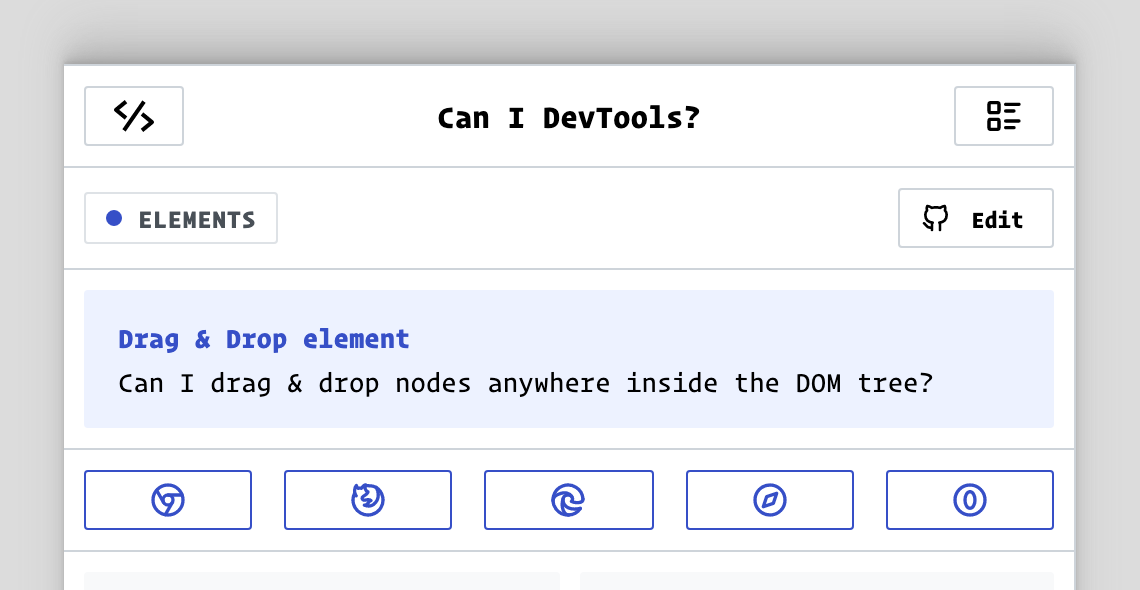 Can I DevTools?
ELEMENTS
Edit
Drag & Drop element
Can I drag & drop nodes anywhere inside the DOM tree?